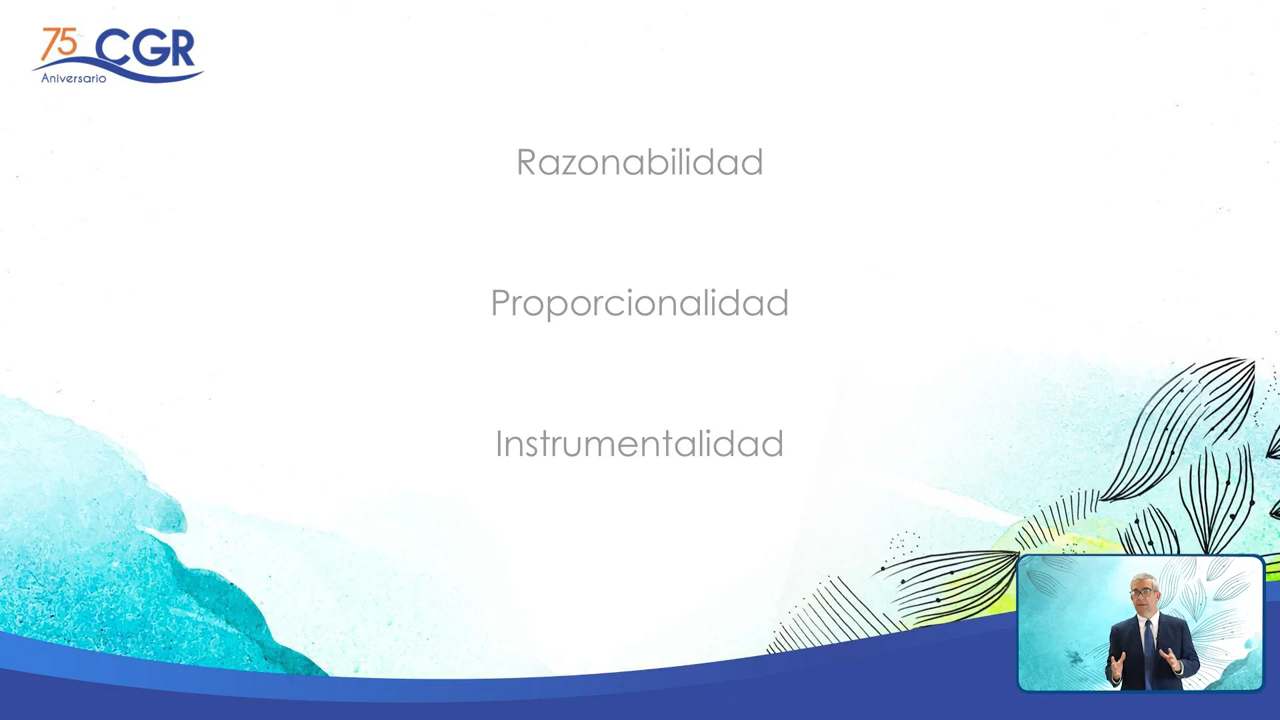 75 CGR
Aniversario
Razonabilidad
Proporcionalidad
Instrumentalidad